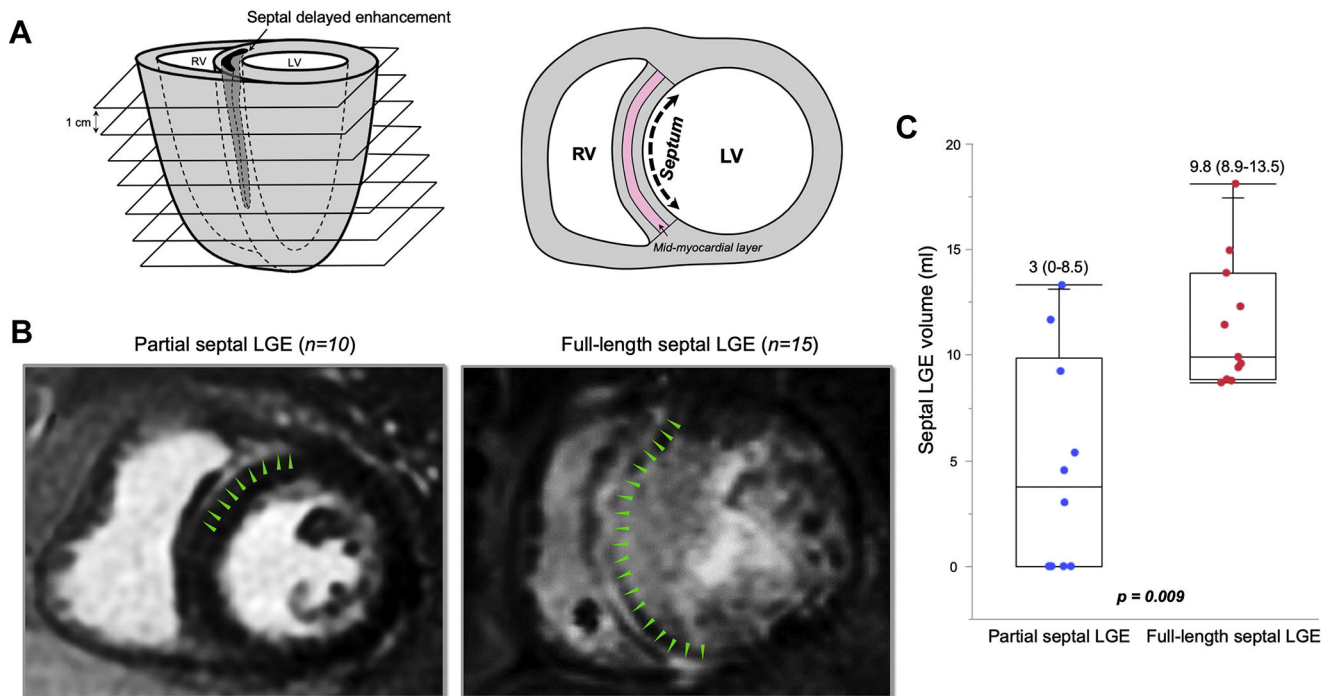 A
Septal delayed enhancement
RV
LV
1 cm
RV
Septum
LV
Mid-myocardial layer
B
Partial septal LGE (n=10)
Full-length septal LGE (n=15)
C
Septal LGE volume (ml)
20
15
10
5
0
3 (0-8.5)
9.8 (8.9-13.5)
p = 0.009
Partial septal LGE
Full-length septal LGE